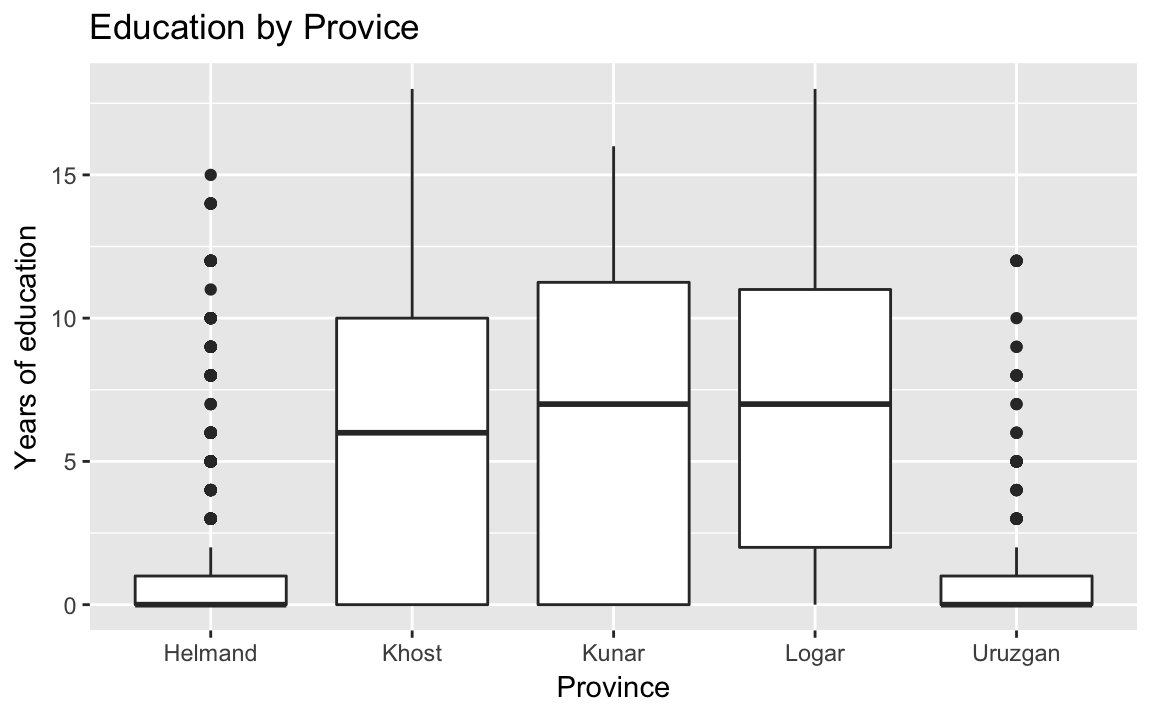 Education by Provice
Years of education
15
10
5
0
Helmand Khost Kunar Logar Uruzgan
Province